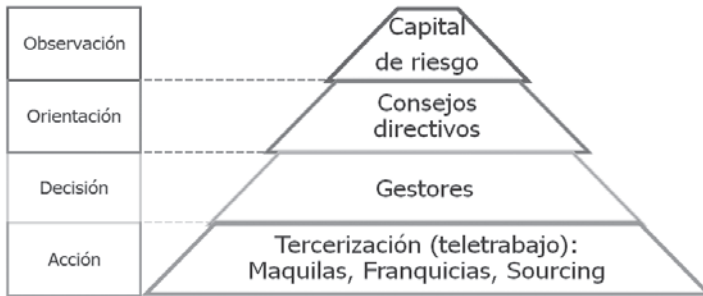 Observación
Capital
de riesgo
Orientación
Consejos
directivos
Decisión
Gestores
Acción
Tercerización (teletrabajo):
Maquilas, Franquicias, Sourcing